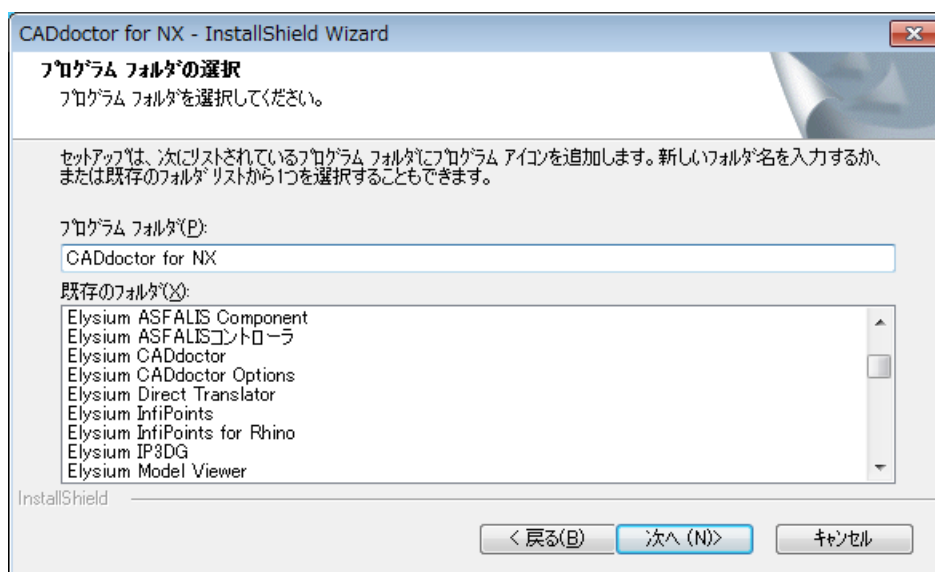 CADdoctor for NX - InstallShield Wizard
プログラム フォルダの選択
プログラム フォルダを選択してください。
セットアップは、次にリストされているプログラム フォルダにプログラム アイコンを追加します。新しいフォルダ名を入力するか、
または既存のフォルダ リストから1つを選択することもできます。
プログラム フォルダ(P):
CADdoctor for NX
既存のフォルダ(X):
Elysium ASFALIS Component
Elysium ASFALISコントローラ
Elysium CADdoctor
Elysium CADdoctor Options
Elysium Direct Translator
Elysium InfiPoints
Elysium InfiPoints for Rhino
Elysium IP3DG
Elysium Model Viewer
InstallShield
< 戻る(B)
次へ (N)>
キャンセル